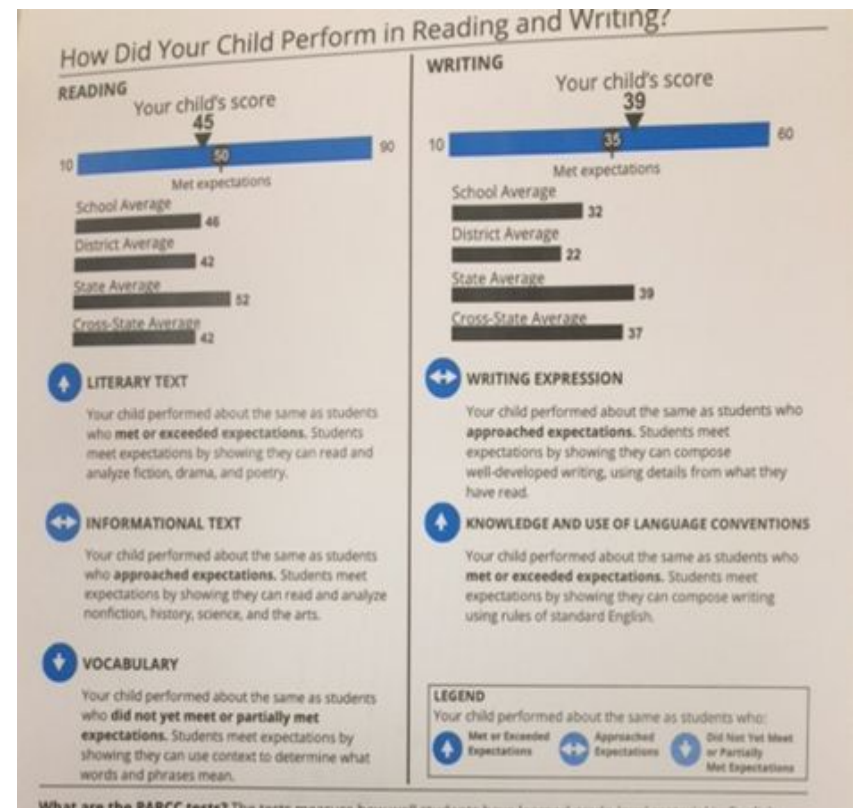 How Did Your Child Perform in Reading and Writing?
READING
Your child's score
45
10
50
90
Met expectations
School Average
46
District Average
42
State Average
52
Cross-State Average
42
LITERARY TEXT
Your child performed about the same as students
who met or exceeded expectations. Students
meet expectations by showing they can read and
analyze fiction, drama, and poetry.
INFORMATIONAL TEXT
Your child performed about the same as students
who approached expectations. Students meet
expectations by showing they can read and analyze
nonfiction, history, science, and the arts.
VOCABULARY
Your child performed about the same as students
who did not yet meet or partially met
expectations. Students meet expectations by
showing they can use context to determine what
words and phrases mean.
WRITING
Your child's score
39
10
35
60
Met expectations
School Average
32
District Average
22
State Average
39
Cross-State Average
37
WRITING EXPRESSION
Your child performed about the same as students who
approached expectations. Students meet
expectations by showing they can compose
well-developed writing, using details from what they
have read.
KNOWLEDGE AND USE OF LANGUAGE CONVENTIONS
Your child performed about the same as students who
met or exceeded expectations. Students meet
expectations by showing they can compose writing
using rules of standard English.
LEGEND
Your child performed about the same as students who:
Met or Exceeded
Expectations
Approached
Expectations
Did Not Yet Meet
or Partially
Met Expectations
What are the PARCC tests? The tests measure how well students have